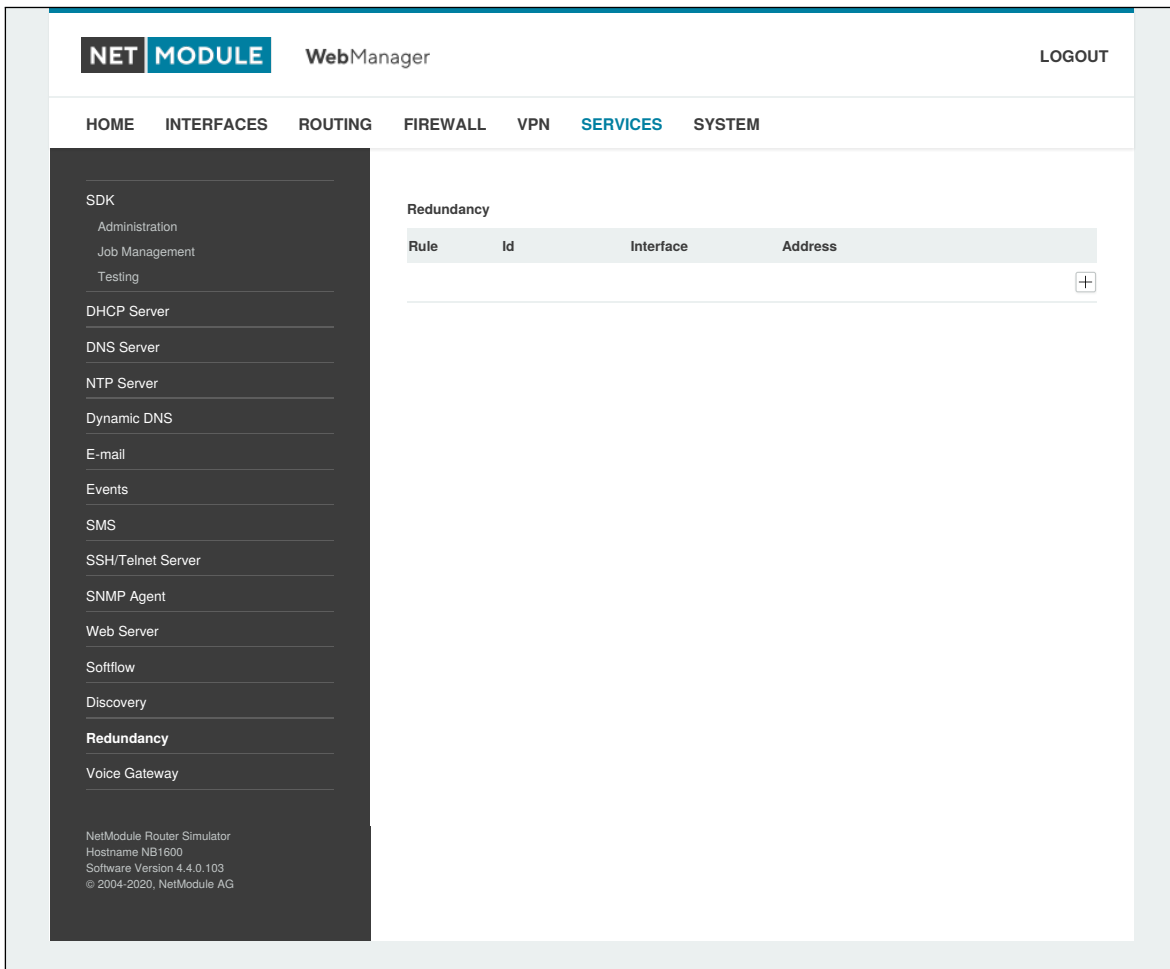 NET MODULE WebManager LOGOUT
HOME INTERFACES ROUTING FIREWALL VPN SERVICES SYSTEM
SDK
Administration
Job Management
Testing
DHCP Server
DNS Server
NTP Server
Dynamic DNS
E-mail
Events
SMS
SSH/Telnet Server
SNMP Agent
Web Server
Softflow
Discovery
Redundancy
Voice Gateway
NetModule Router Simulator
Hostname NB1600
Software Version 4.4.0.103
© 2004-2020, NetModule AG
Redundancy
Rule Id Interface Address